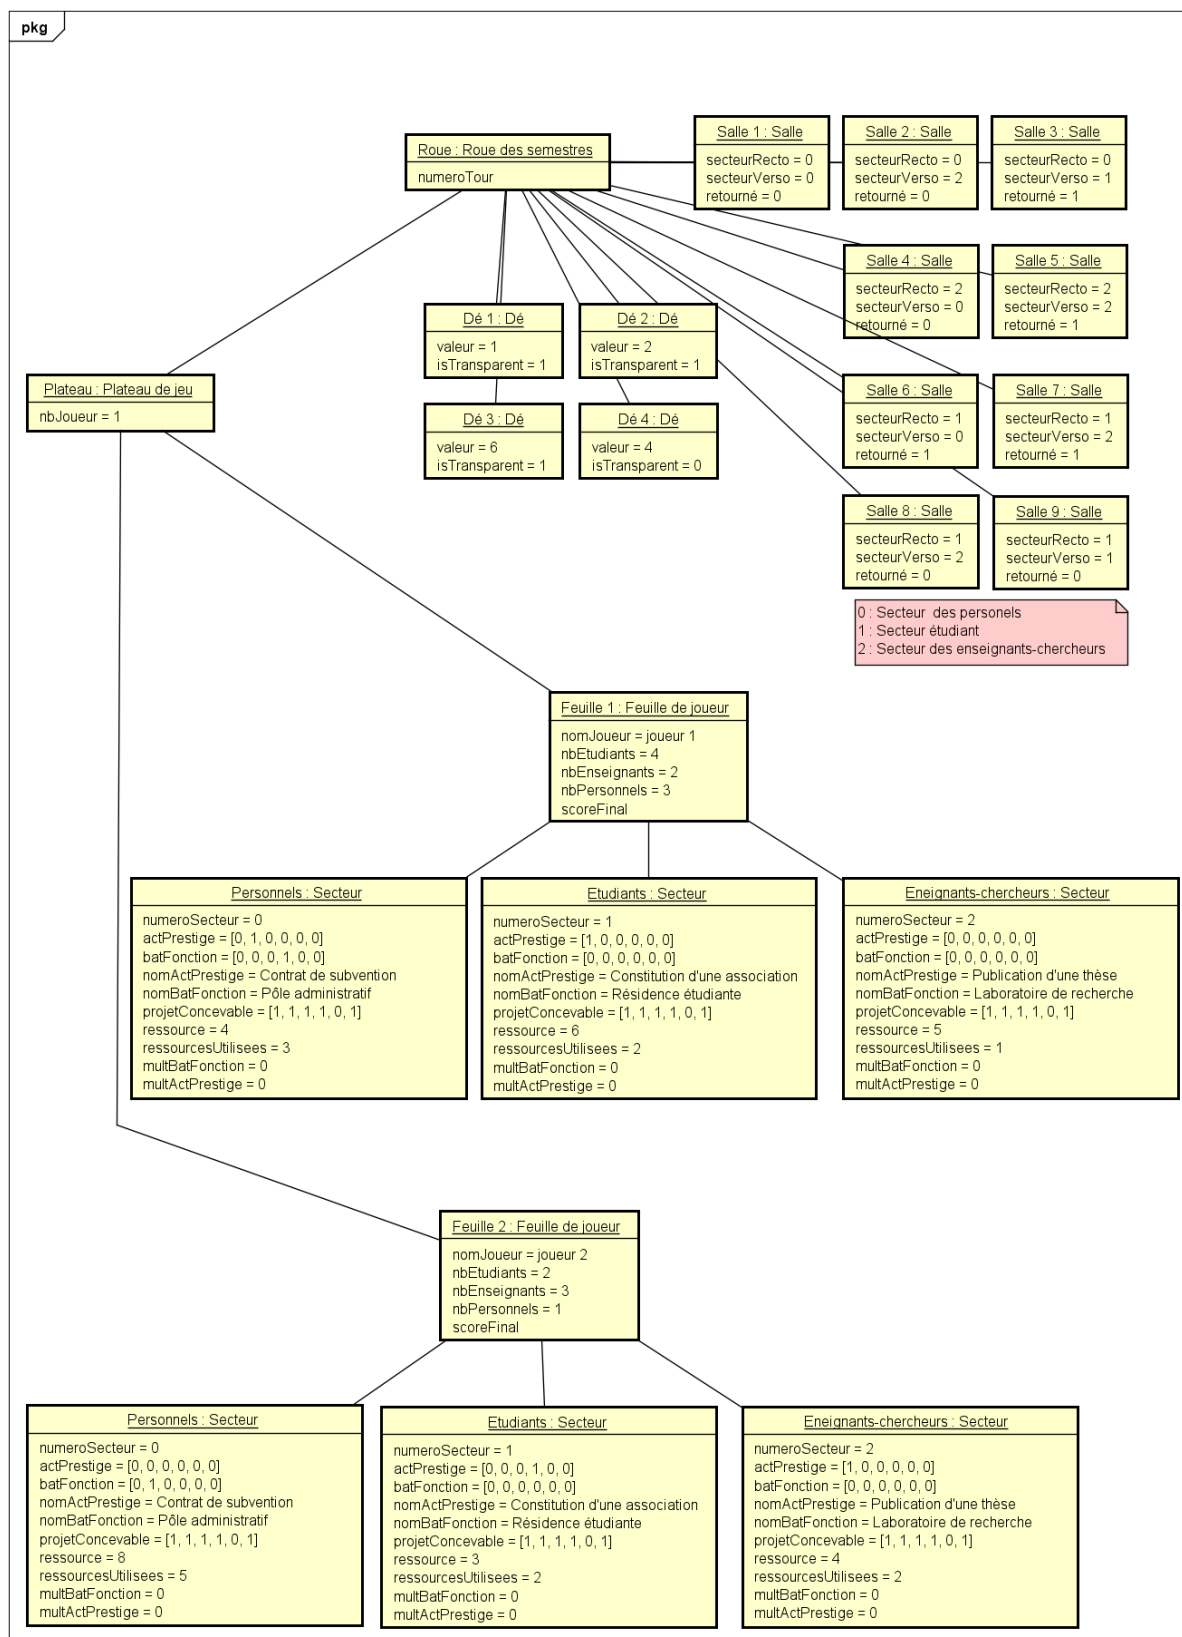 pkg
Roue : Roue des semestres
numeroTour
Salle 1 : Salle
secteurRecto = 0
secteurVerso = 0
retourné = 0
Salle 2 : Salle
secteurRecto = 0
secteurVerso = 2
retourné = 0
Salle 3 : Salle
secteurRecto = 0
secteurVerso = 1
retourné = 1
Salle 4 : Salle
secteurRecto = 2
secteurVerso = 0
retourné = 0
Salle 5 : Salle
secteurRecto = 2
secteurVerso = 2
retourné = 1
Dé 1 : Dé
valeur = 1
isTransparent = 1
Dé 2 : Dé
valeur = 2
isTransparent = 1
Plateau : Plateau de jeu
nbJoueur = 1
Dé 3 : Dé
valeur = 6
isTransparent = 1
Dé 4 : Dé
valeur = 4
isTransparent = 0
Salle 6 : Salle
secteurRecto = 1
secteurVerso = 0
retourné = 1
Salle 7 : Salle
secteurRecto = 1
secteurVerso = 2
retourné = 1
Salle 8 : Salle
secteurRecto = 1
secteurVerso = 2
retourné = 0
Salle 9 : Salle
secteurRecto = 1
secteurVerso = 1
retourné = 0
0 : Secteur des personels
1 : Secteur étudiant
2 : Secteur des enseignants-chercheurs
Feuille 1 : Feuille de joueur
nomJoueur = joueur 1
nbEtudiants = 4
nbEnseignants = 2
nbPersonnels = 3
scoreFinal
Personnels : Secteur
numeroSecteur = 0
actPrestige = [0, 1, 0, 0, 0, 0]
batFonction = [0, 0, 0, 1, 0, 0]
nomActPrestige = Contrat de subvention
nomBatFonction = Pôle administratif
projetConcevable = [1, 1, 1, 1, 0, 1]
ressource = 4
ressourcesUtilisees = 3
multBatFonction = 0
multActPrestige = 0
Etudiants : Secteur
numeroSecteur = 1
actPrestige = [1, 0, 0, 0, 0, 0]
batFonction = [0, 0, 0, 0, 0, 0]
nomActPrestige = Constitution d'une association
nomBatFonction = Résidence étudiante
projetConcevable = [1, 1, 1, 1, 0, 1]
ressource = 6
ressourcesUtilisees = 2
multBatFonction = 0
multActPrestige = 0
Eneignants-chercheurs : Secteur
numeroSecteur = 2
actPrestige = [0, 0, 0, 0, 0, 0]
batFonction = [0, 0, 0, 0, 0, 0]
nomActPrestige = Publication d'une thèse
nomBatFonction = Laboratoire de recherche
projetConcevable = [1, 1, 1, 1, 0, 1]
ressource = 5
ressourcesUtilisees = 1
multBatFonction = 0
multActPrestige = 0
Feuille 2 : Feuille de joueur
nomJoueur = joueur 2
nbEtudiants = 2
nbEnseignants = 3
nbPersonnels = 1
scoreFinal
Personnels : Secteur
numeroSecteur = 0
actPrestige = [0, 0, 0, 0, 0, 0]
batFonction = [0, 1, 0, 0, 0, 0]
nomActPrestige = Contrat de subvention
nomBatFonction = Pôle administratif
projetConcevable = [1, 1, 1, 1, 0, 1]
ressource = 8
ressourcesUtilisees = 5
multBatFonction = 0
multActPrestige = 0
Etudiants : Secteur
numeroSecteur = 1
actPrestige = [0, 0, 0, 1, 0, 0]
batFonction = [0, 0, 0, 0, 0, 0]
nomActPrestige = Constitution d'une association
nomBatFonction = Résidence étudiante
projetConcevable = [1, 1, 1, 1, 0, 1]
ressource = 3
ressourcesUtilisees = 2
multBatFonction = 0
multActPrestige = 0
Eneignants-chercheurs : Secteur
numeroSecteur = 2
actPrestige = [1, 0, 0, 0, 0, 0]
batFonction = [0, 0, 0, 0, 0, 0]
nomActPrestige = Publication d'une thèse
nomBatFonction = Laboratoire de recherche
projetConcevable = [1, 1, 1, 1, 0, 1]
ressource = 4
ressourcesUtilisees = 2
multBatFonction = 0
multActPrestige = 0